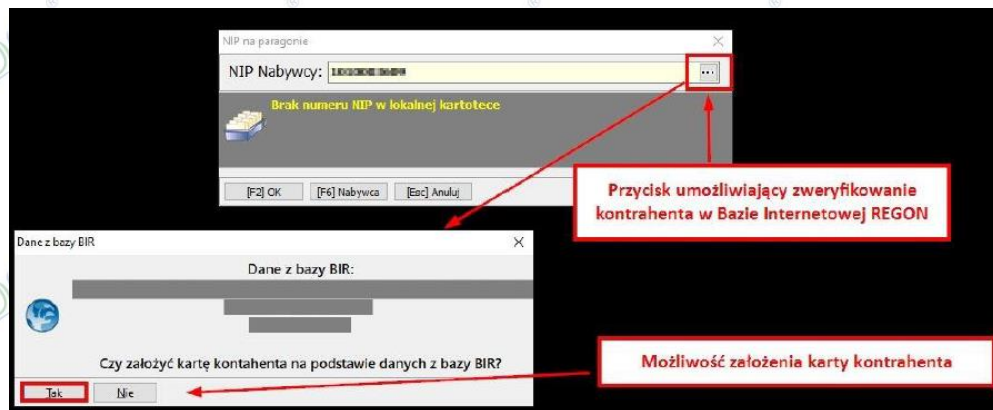 NIP na paragonie
NIP Nabywcy:
...
Brak numeru NIP w lokalnej kartotece
[F2] OK
[F6] Nabywca
[Esc] Anuluj
Przycisk umożliwiający zweryfikowanie
kontrahenta w Bazie Internetowej REGON
Dane z bazy BIR
Dane z bazy BIR:
Czy założyć kartę kontahenta na podstawie danych z bazy BIR?
Tak
Nie
Możliwość założenia karty kontrahenta